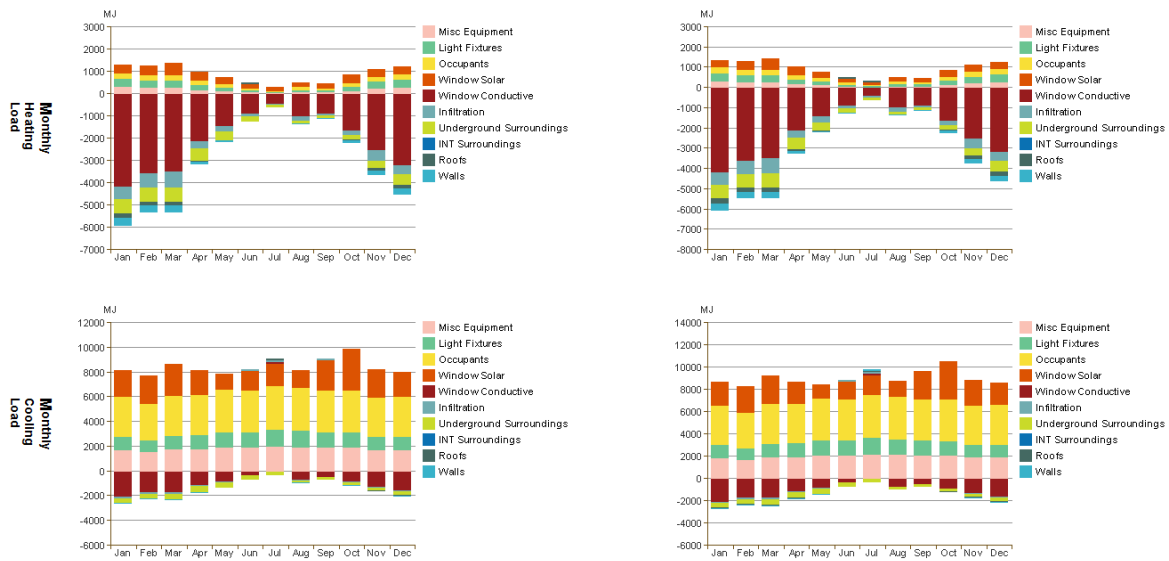 Monthly
Heating
Load
MJ
3000
2000
1000
0
-1000
-2000
-3000
-4000
-5000
-6000
-7000
Jan Feb Mar Apr May Jun Jul Aug Sep Oct Nov Dec
Misc Equipment
Light Fixtures
Occupants
Window Solar
Window Conductive
Infiltration
Underground Surroundings
INT Surroundings
Roofs
Walls
MJ
3000
2000
1000
0
-1000
-2000
-3000
-4000
-5000
-6000
-7000
-8000
Jan Feb Mar Apr May Jun Jul Aug Sep Oct Nov Dec
Misc Equipment
Light Fixtures
Occupants
Window Solar
Window Conductive
Infiltration
Underground Surroundings
INT Surroundings
Roofs
Walls
Monthly
Cooling
Load
MJ
12000
10000
8000
6000
4000
2000
0
-2000
-4000
-6000
Jan Feb Mar Apr May Jun Jul Aug Sep Oct Nov Dec
Misc Equipment
Light Fixtures
Occupants
Window Solar
Window Conductive
Infiltration
Underground Surroundings
INT Surroundings
Roofs
Walls
MJ
14000
12000
10000
8000
6000
4000
2000
0
-2000
-4000
-6000
Jan Feb Mar Apr May Jun Jul Aug Sep Oct Nov Dec
Misc Equipment
Light Fixtures
Occupants
Window Solar
Window Conductive
Infiltration
Underground Surroundings
INT Surroundings
Roofs
Walls